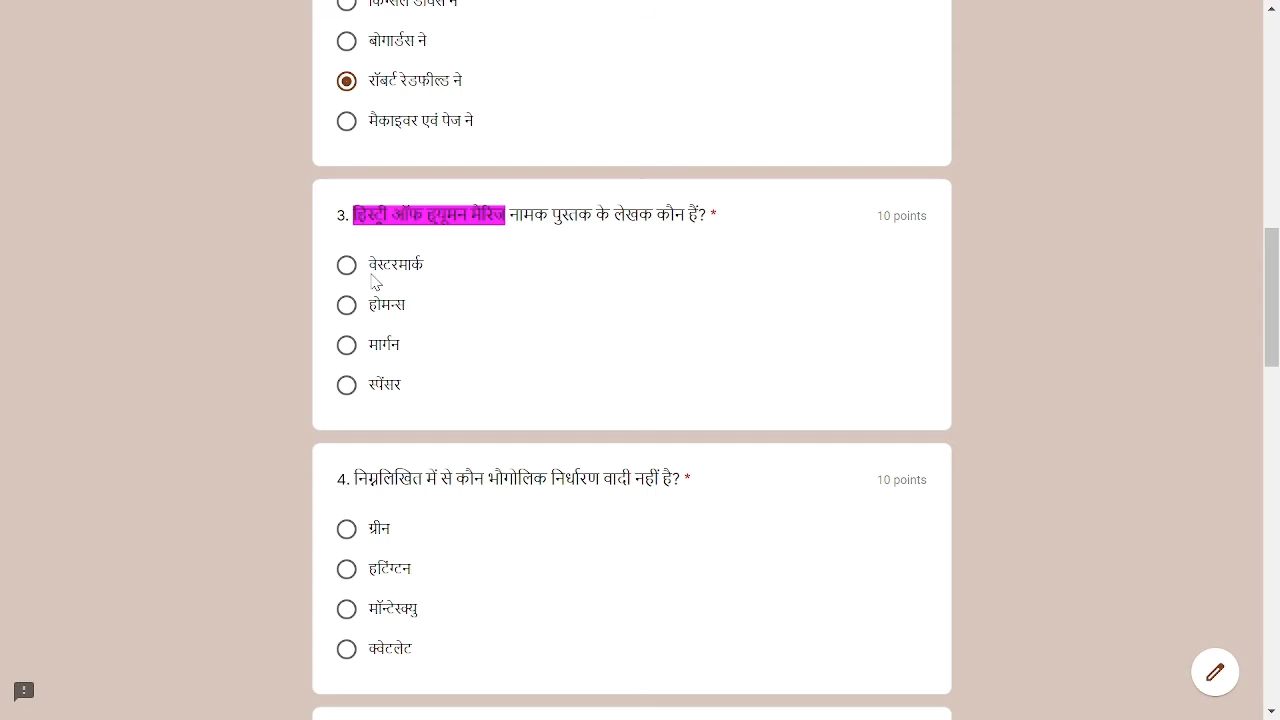 किंग्सले डेविस ने
बोगार्डस ने
रॉबर्ट रेडफील्ड ने
मैकाइवर एवं पेज ने
3. हिस्ट्री ऑफ ह्यूमन मैरिज नामक पुस्तक के लेखक कौन हैं? *
10 points
वेस्टरमार्क
होमन्स
मार्गन
स्पेंसर
4. निम्नलिखित में से कौन भौगोलिक निर्धारण वादी नहीं है? *
10 points
ग्रीन
हटिंग्टन
मॉन्टेस्क्यु
क्वेटलेट